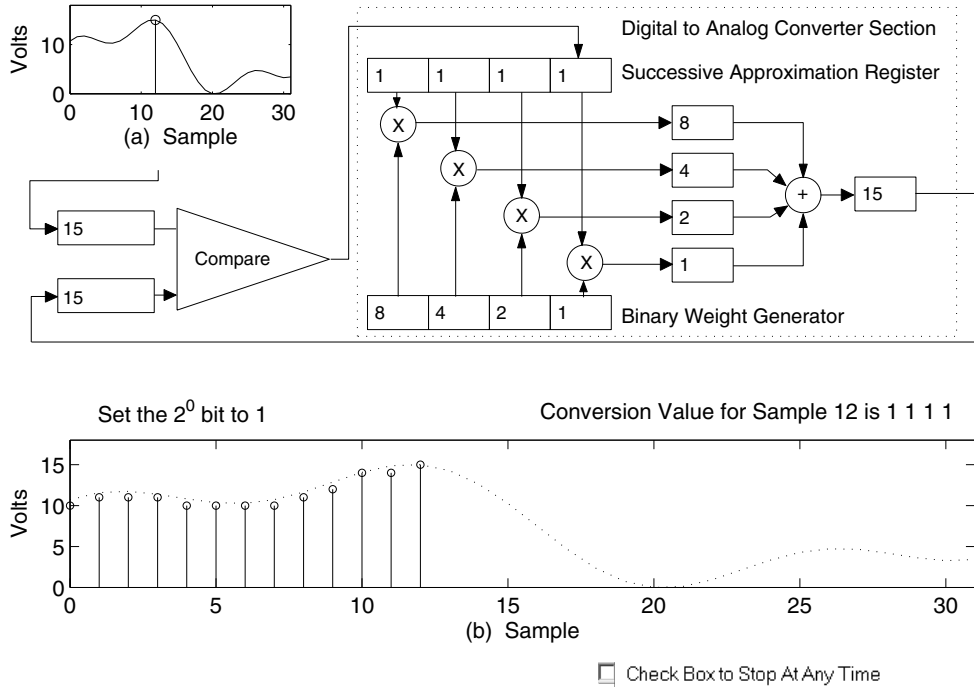 Volts
10
0
0 10 20 30
(a) Sample
Digital to Analog Converter Section
1 1 1 1
Successive Approximation Register
X
X
X
X
8
4
2
1
+
15
15
15
Compare
8 4 2 1
Binary Weight Generator
Set the 2⁰ bit to 1
Conversion Value for Sample 12 is 1 1 1 1
Volts
15
10
5
0
0 5 10 15 20 25 30
(b) Sample
Check Box to Stop At Any Time